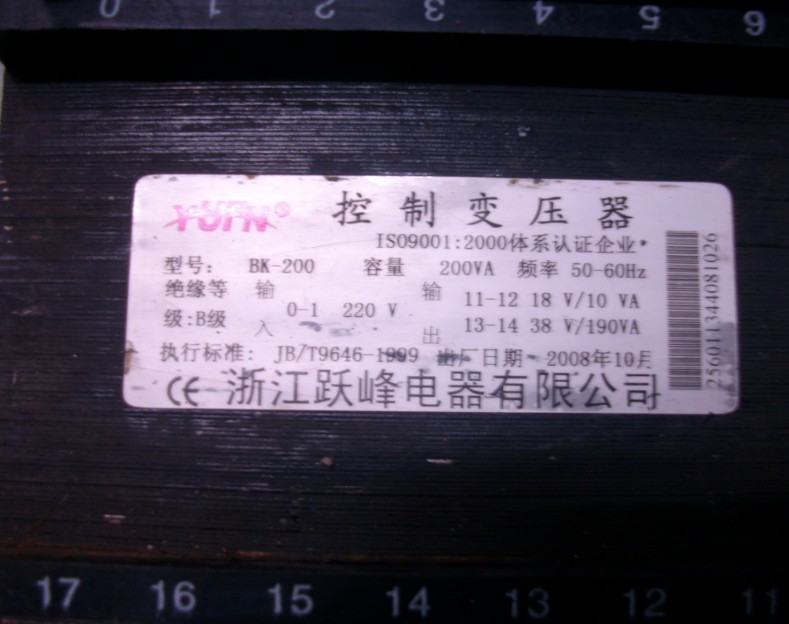 0 1 2 3 4 5 6
YUFN®
控制变压器
ISO9001:2000体系认证企业*
型号: BK-200 容量 200VA 频率 50-60Hz
绝缘等级:B级 输入 0-1 220 V 输出 11-12 18 V/10 VA
13-14 38 V/190VA
执行标准: JB/T9646-1999 出厂日期 2008年10月
CE 浙江跃峰电器有限公司
256011344081026
17 16 15 14 13 12 11